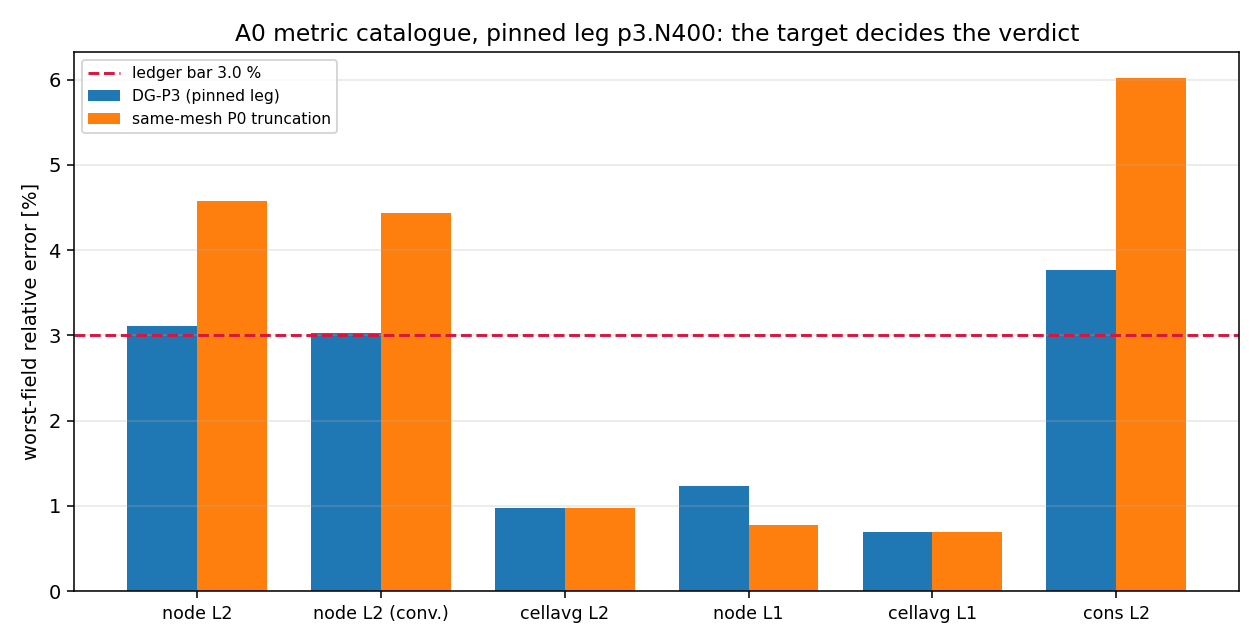 A0 metric catalogue, pinned leg p3.N400: the target decides the verdict
ledger bar 3.0 %
DG-P3 (pinned leg)
same-mesh P0 truncation
worst-field relative error [%]
6
5
4
3
2
1
0
node L2
node L2 (conv.)
cellavg L2
node L1
cellavg L1
cons L2